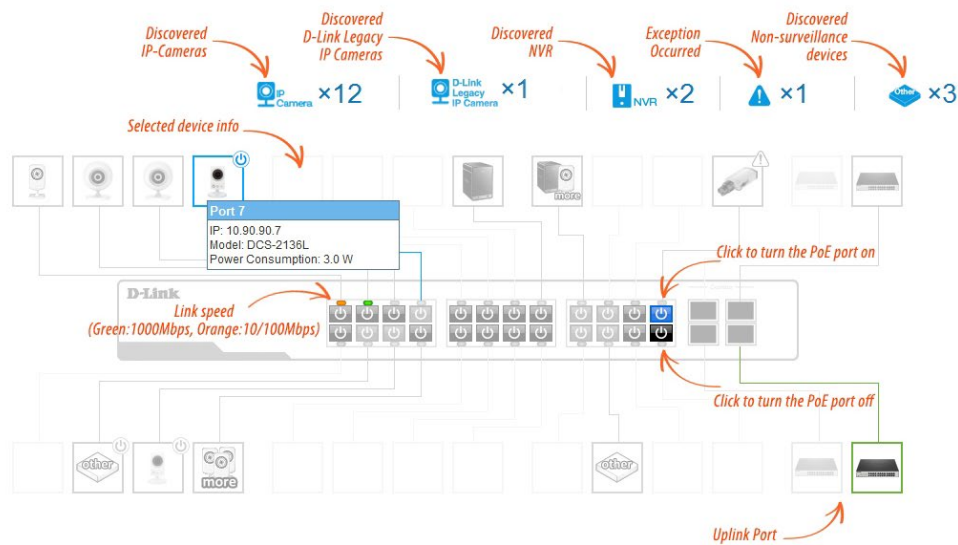 Discovered
IP-Cameras
Discovered
D-Link Legacy
IP Cameras
Discovered
NVR
Exception
Occurred
Discovered
Non-surveillance
devices
IP
Camera ×12
D-Link
Legacy
IP Camera ×1
NVR ×2
×1
Other ×3
Selected device info
more
Port 7
IP: 10.90.90.7
Model: DCS-2136L
Power Consumption: 3.0 W
Click to turn the PoE port on
D-Link
Link speed
(Green:1000Mbps, Orange:10/100Mbps)
Click to turn the PoE port off
other
more
other
Uplink Port